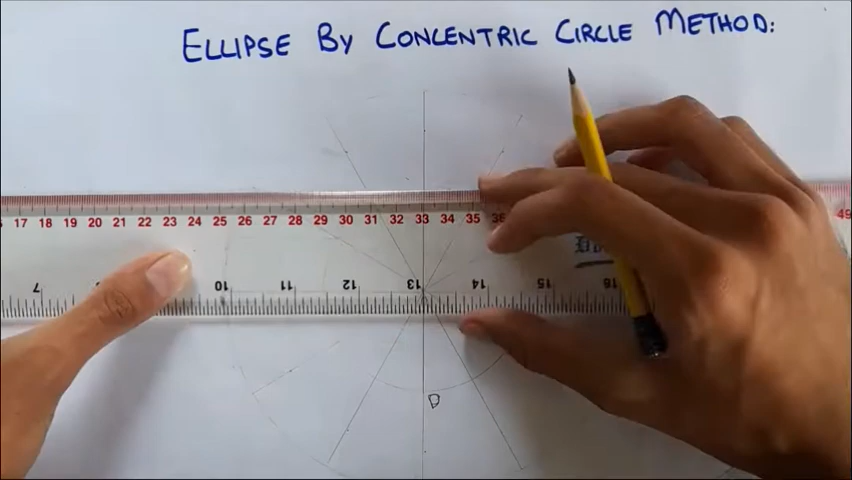 ELLIPSE BY CONCENTRIC CIRCLE METHOD:
17 18 19 20 21 22 23 24 25 26 27 28 29 30 31 32 33 34 35
7 10 11 12 13 14 15 16
D